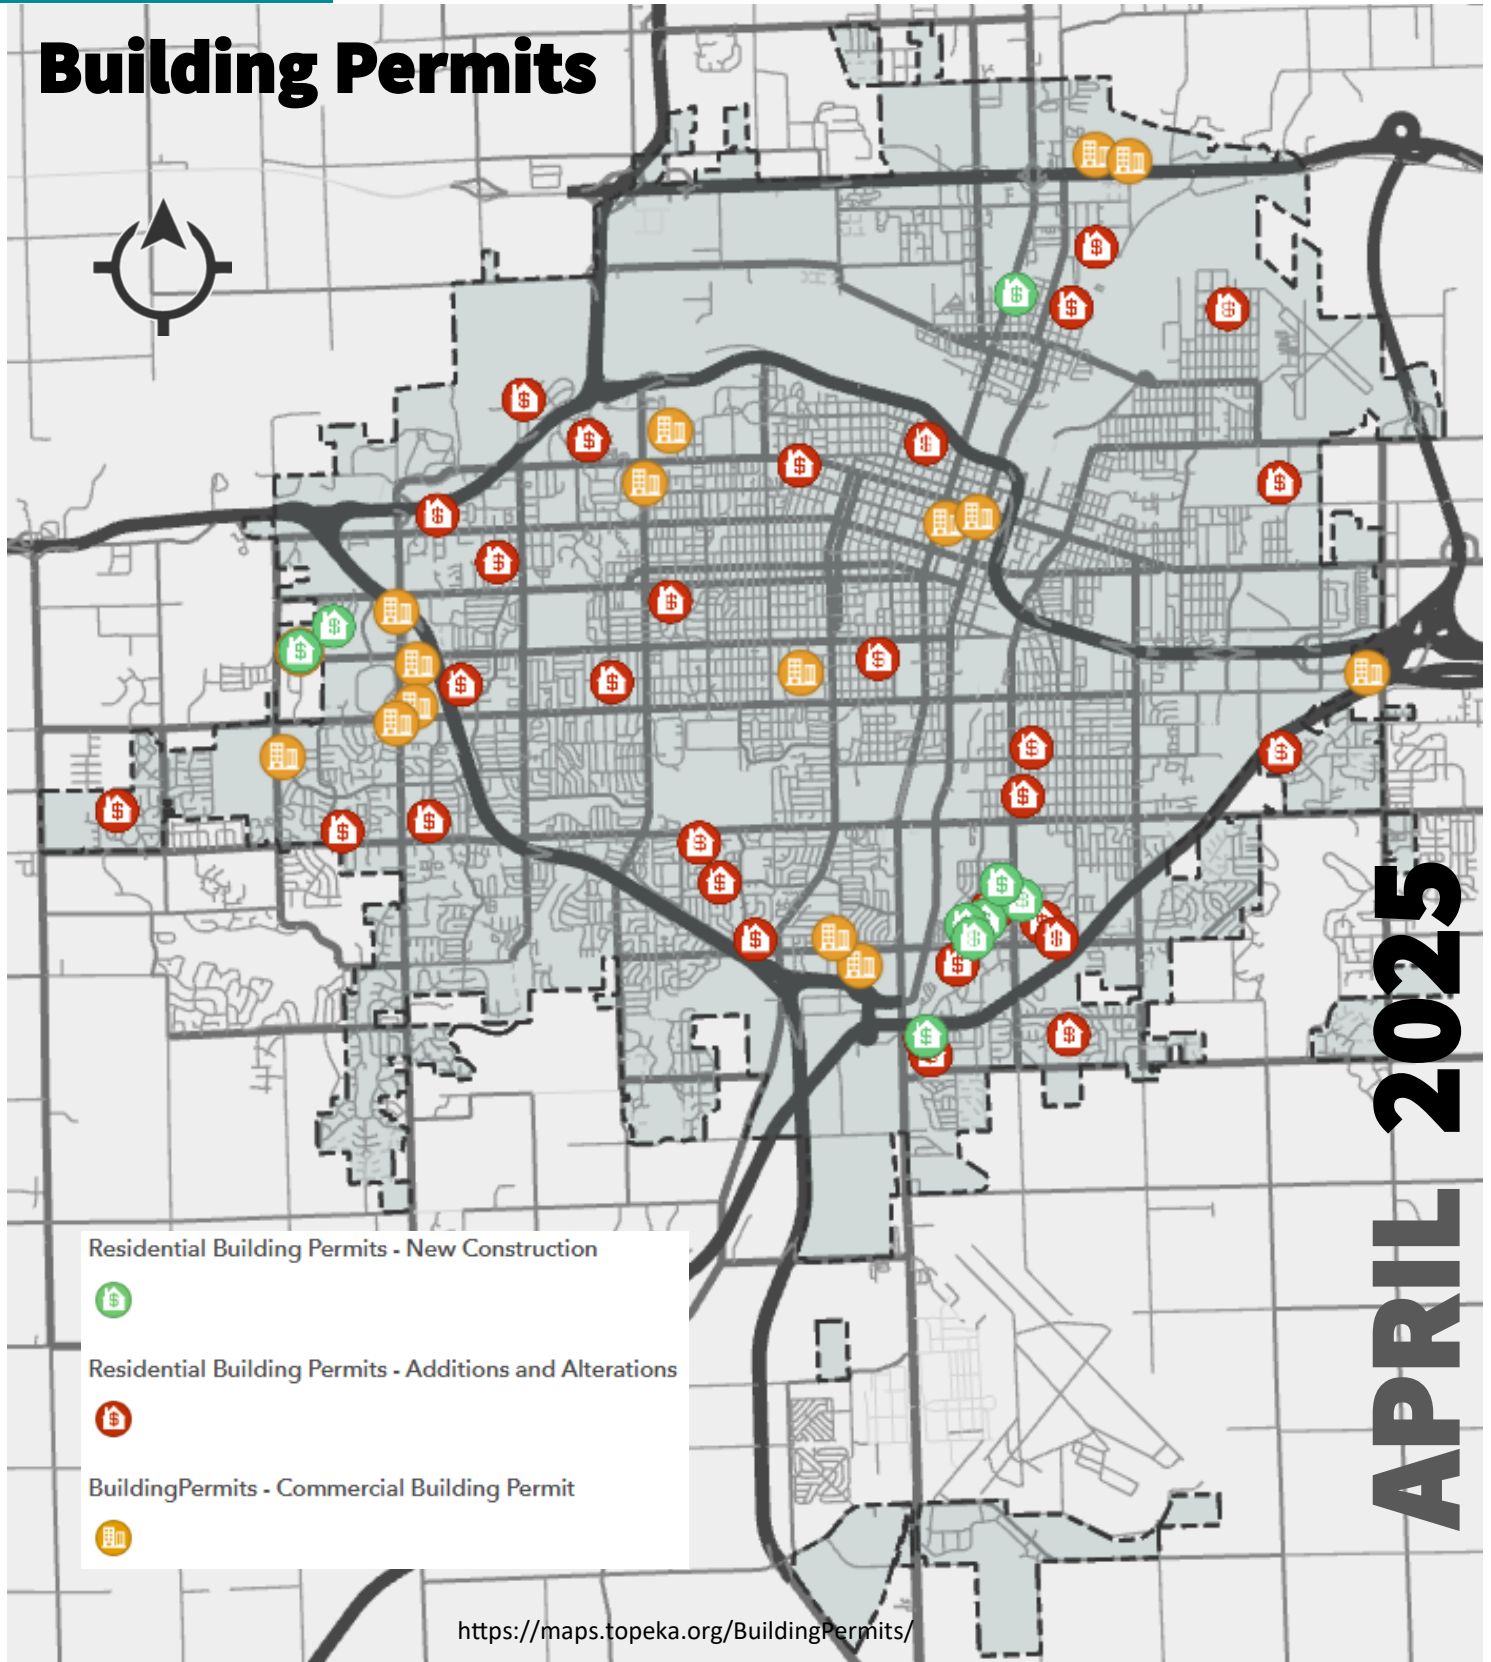 Building Permits
APRIL 2025
Residential Building Permits - New Construction
Residential Building Permits - Additions and Alterations
BuildingPermits - Commercial Building Permit
https://maps.topeka.org/BuildingPermits/